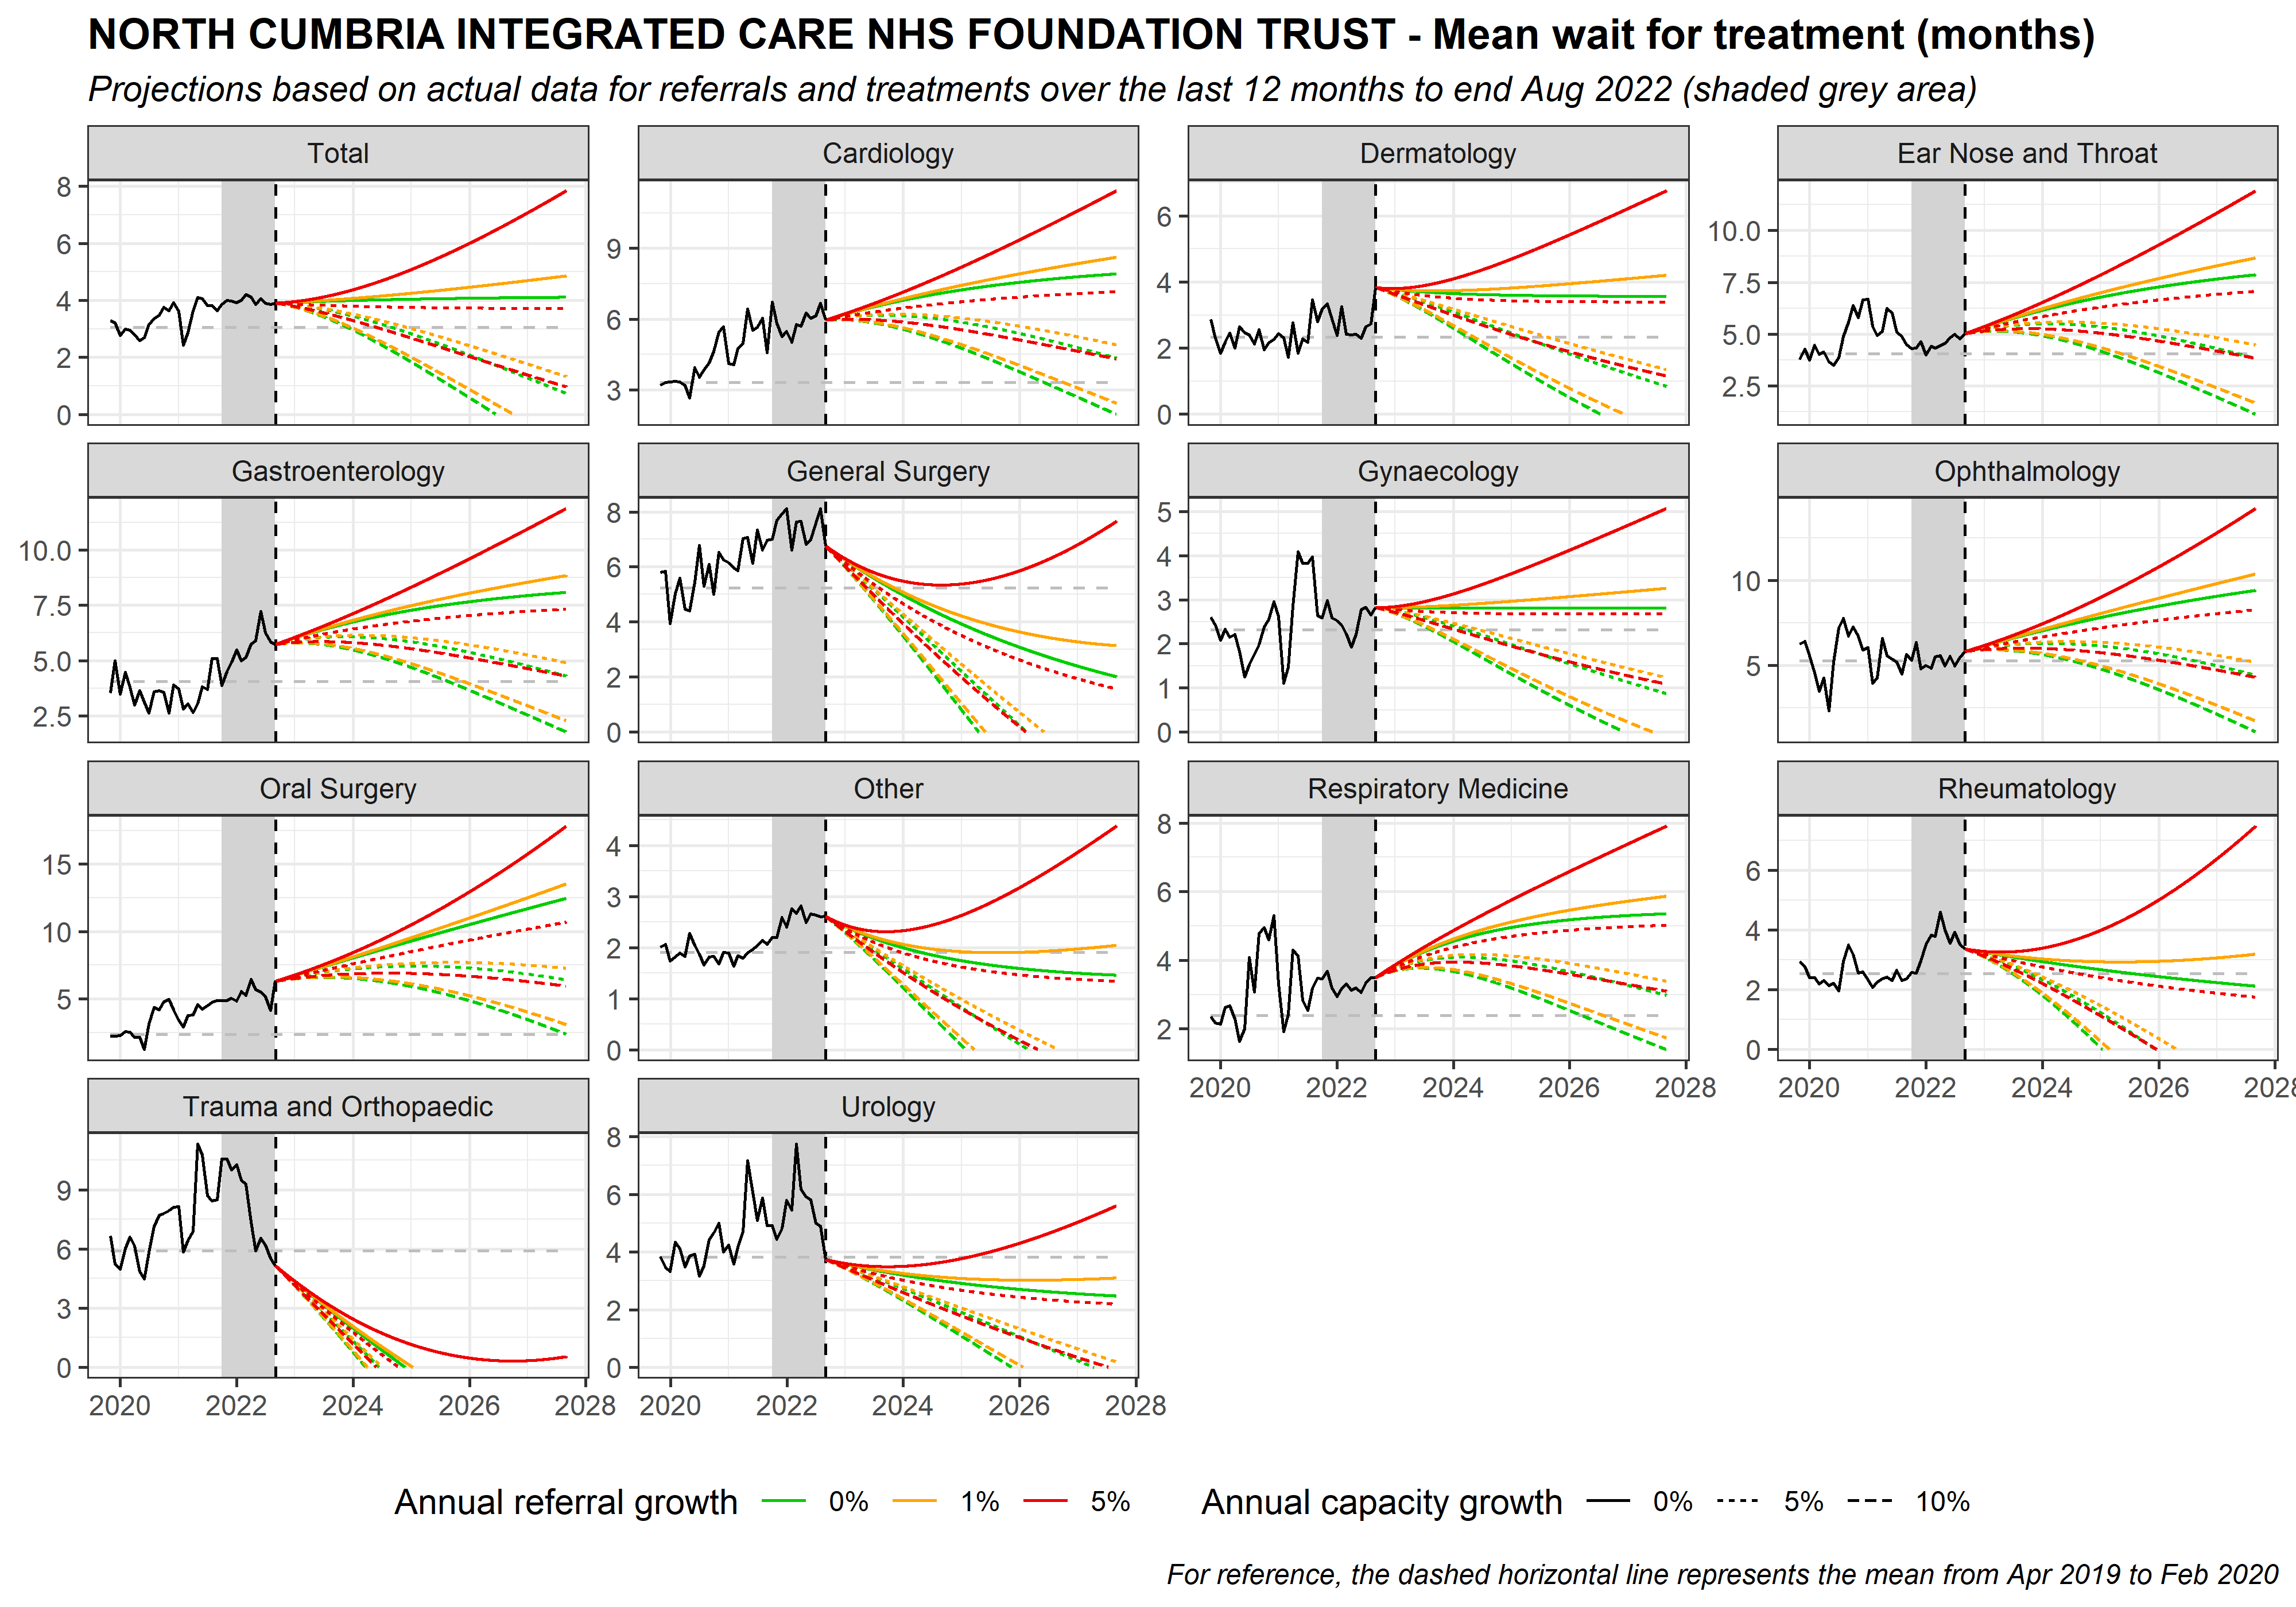 NORTH CUMBRIA INTEGRATED CARE NHS FOUNDATION TRUST - Mean wait for treatment (months)
Projections based on actual data for referrals and treatments over the last 12 months to end Aug 2022 (shaded grey area)
Total
8
6
4
2
0
Cardiology
9
6
3
Dermatology
6
4
2
0
Ear Nose and Throat
10.0
7.5
5.0
2.5
Gastroenterology
10.0
7.5
5.0
2.5
General Surgery
8
6
4
2
0
Gynaecology
5
4
3
2
1
0
Ophthalmology
10
5
Oral Surgery
15
10
5
Other
4
3
2
1
0
Respiratory Medicine
8
6
4
2
2020 2022 2024 2026 2028
Rheumatology
6
4
2
0
2020 2022 2024 2026 2028
Trauma and Orthopaedic
9
6
3
0
2020 2022 2024 2026 2028
Urology
8
6
4
2
0
2020 2022 2024 2026 2028
Annual referral growth 0% 1% 5%
Annual capacity growth 0% 5% 10%
For reference, the dashed horizontal line represents the mean from Apr 2019 to Feb 2020